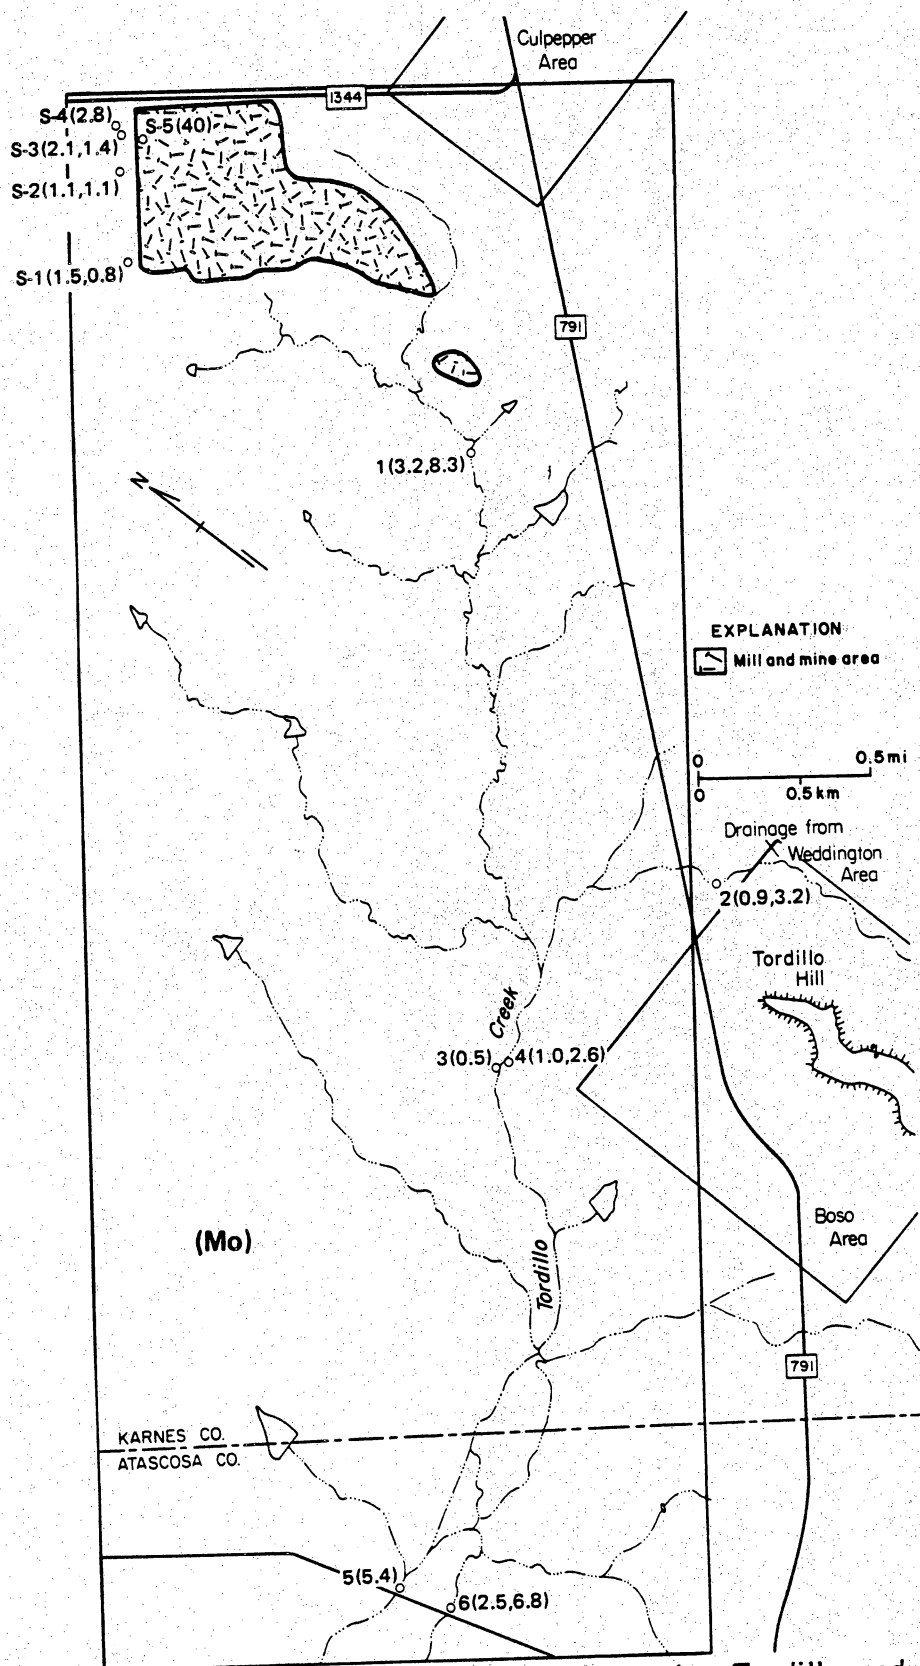 Culpepper
Area
1344
S-4(2.8)
S-5(40)
S-3(2.1,1.4)
S-2(1.1,1.1)
S-1(1.5,0.8)
791
1(3.2,8.3)
N
EXPLANATION
Mill and mine area
0 0.5 mi
0 0.5 km
Drainage from
Weddington
Area
2(0.9,3.2)
Tordillo
Hill
Creek
3(0.5) 4(1.0,2.6)
Boso
Area
(Mo)
Tordillo
791
KARNES CO.
ATASCOSA CO.
5(5.4)
6(2.5,6.8)